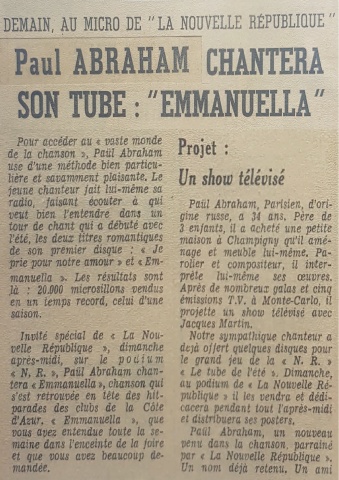 DEMAIN, AU MICRO DE "LA NOUVELLE RÉPUBLIQUE"
Paul ABRAHAM CHANTERA
SON TUBE : "EMMANUELLA"
Pour accéder au « vaste monde
de la chanson », Paül Abraham
use d'une méthode bien particu-
lière et savamment plaisante. Le
jeune chanteur fait lui-même sa
radio, faisant écouter à qui
veut bien l'entendre dans un
tour de chant qui a débuté avec
l'été, les deux titres romantiques
de son premier disque : « Je
prie pour notre amour » et « Em-
manuella ». Les résultats sont
là : 20.000 microsillons vendus
en un temps record, celui d'une
saison.
Invité spécial de « La Nou-
velle République », dimanche
après-midi, sur le podium
« N. R. », Paül Abraham chan-
tera « Emmanuella », chanson qui
s'est retrouvée en tête des hit-
parades des clubs de la Côte
d'Azur. « Emmanuella », que
vous avez entendue toute la se-
maine dans l'enceinte de la foire
et que vous avez beaucoup de-
mandée.
Projet :
Un show télévisé
Paül Abraham, Parisien, d'ori-
gine russe, a 34 ans. Père de
3 enfants, il a acheté une petite
maison à Champigny qu'il amé-
nage et meuble lui-même. Pa-
rolier et compositeur, il inter-
prète lui-même ses œuvres.
Après de nombreux galas et cinq
émissions T.V. à Monte-Carlo, il
projette un show télévisé avec
Jacques Martin.
Notre sympathique chanteur a
déjà offert quelques disques pour
le grand jeu de la « N. R. »
« Le tube de l'été ». Dimanche,
au podium de « La Nouvelle Ré-
publique » il les vendra et dédi-
cacera pendant tout l'après-midi
et distribuera ses posters.
Paül Abraham, un nouveau
venu dans la chanson, parrainé
par « La Nouvelle République ».
Un nom déjà retenu. Un ami